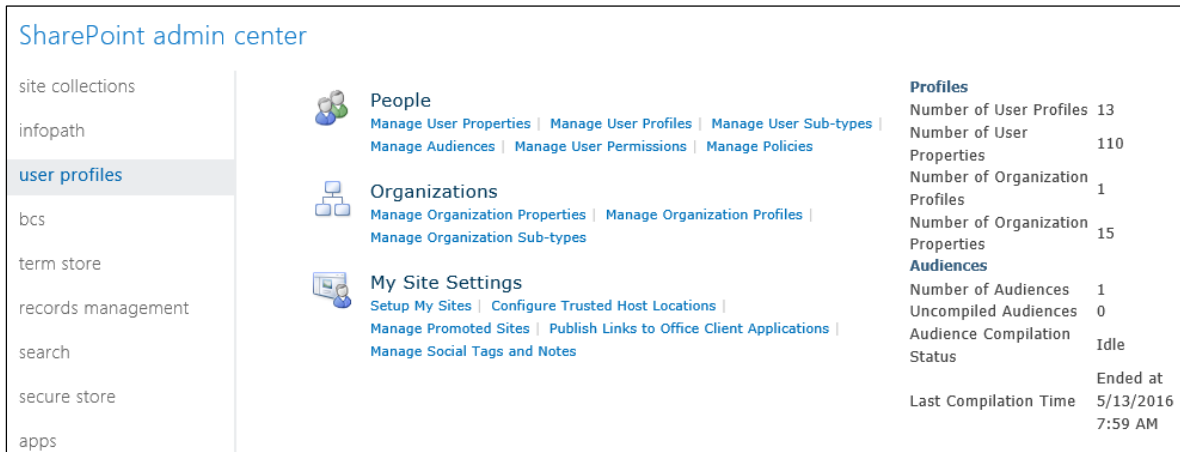 SharePoint admin center
site collections
infopath
user profiles
bcs
term store
records management
search
secure store
apps
People
Manage User Properties | Manage User Profiles | Manage User Sub-types |
Manage Audiences | Manage User Permissions | Manage Policies
Organizations
Manage Organization Properties | Manage Organization Profiles |
Manage Organization Sub-types
My Site Settings
Setup My Sites | Configure Trusted Host Locations |
Manage Promoted Sites | Publish Links to Office Client Applications |
Manage Social Tags and Notes
Profiles
Number of User Profiles 13
Number of User
Properties
110
Number of Organization
Profiles
1
Number of Organization
Properties
15
Audiences
Number of Audiences 1
Uncompiled Audiences 0
Audience Compilation
Status
Idle
Last Compilation Time
Ended at
5/13/2016
7:59 AM